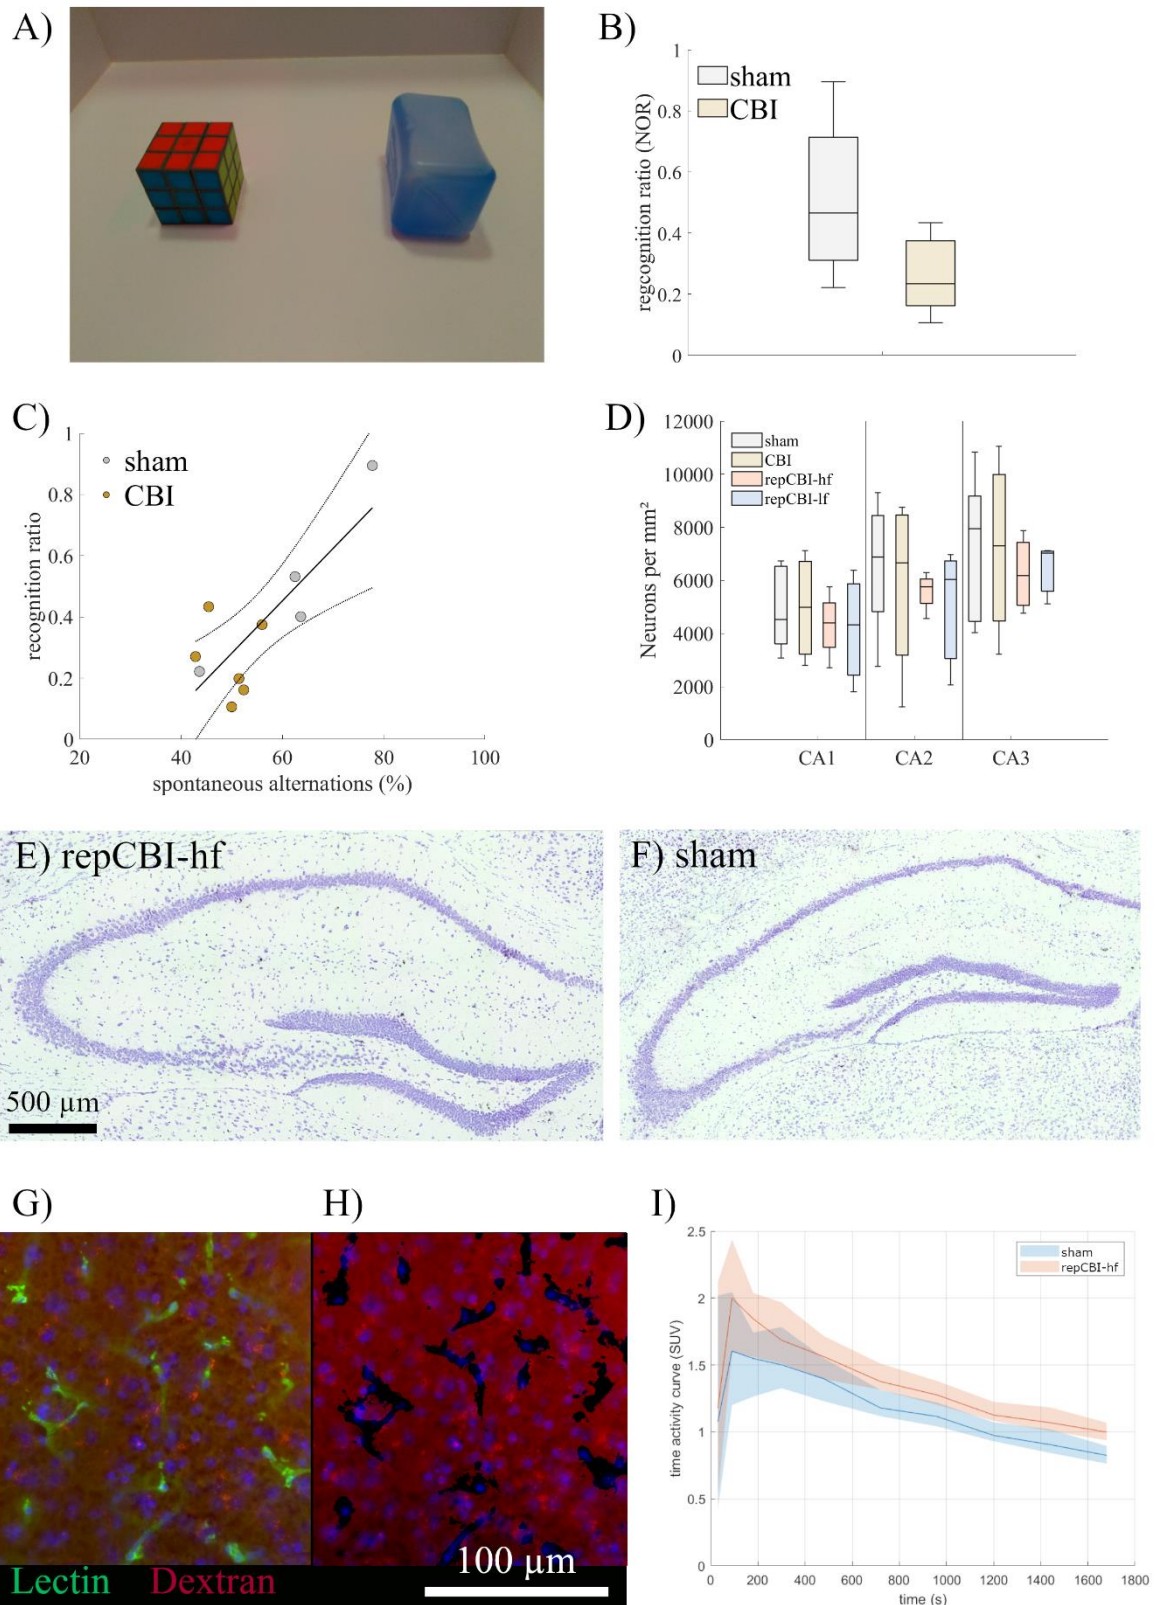 A)
B)
1
0.8
0.6
0.4
0.2
0
regcognition ratio (NOR)
sham
CBI
C)
1
0.8
0.6
0.4
0.2
0
recognition ratio
sham
CBI
20
40
60
80
100
spontaneous alternations (%)
D)
12000
10000
8000
6000
4000
2000
0
Neurons per mm²
sham
CBI
repCBI-hf
repCBI-lf
CA1
CA2
CA3
E) repCBI-hf
500 µm
F) sham
G)
H)
Lectin
Dextran
100 µm
I)
2.5
2
1.5
1
0.5
0
time activity curve (SUV)
sham
repCBI-hf
0
200
400
600
800
1000
1200
1400
1600
1800
time (s)